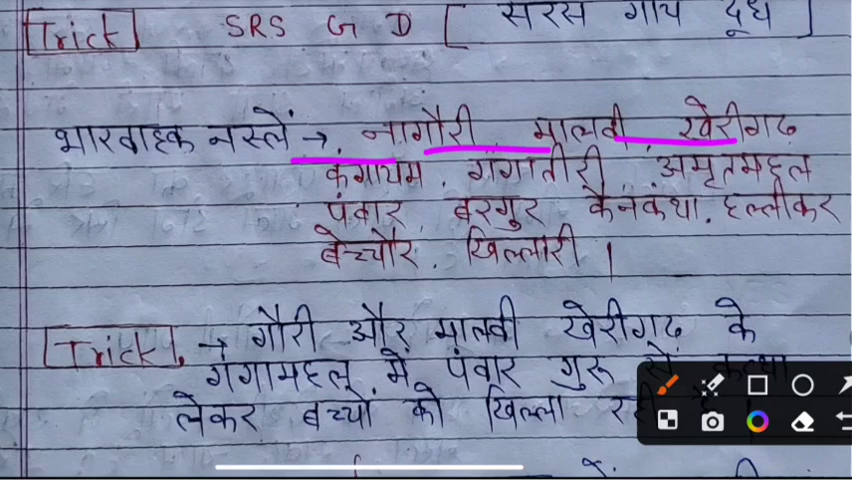 Trick SRS G D [ सरस गाय दूध ]
भारवाहक नस्लें → नागौरी, मालवी खेरीगढ
कंगायम, गंगातीरी, अमृतमहल
पंवार, बरगुर कैनकथा, हल्लीकर
बेच्चौर, खिल्लारी ।
Trick → गौरी और मालवी खेरीगढ के
गंगामहल में पंवार गुरू से कत्था
लेकर बच्चों को खिल्ला